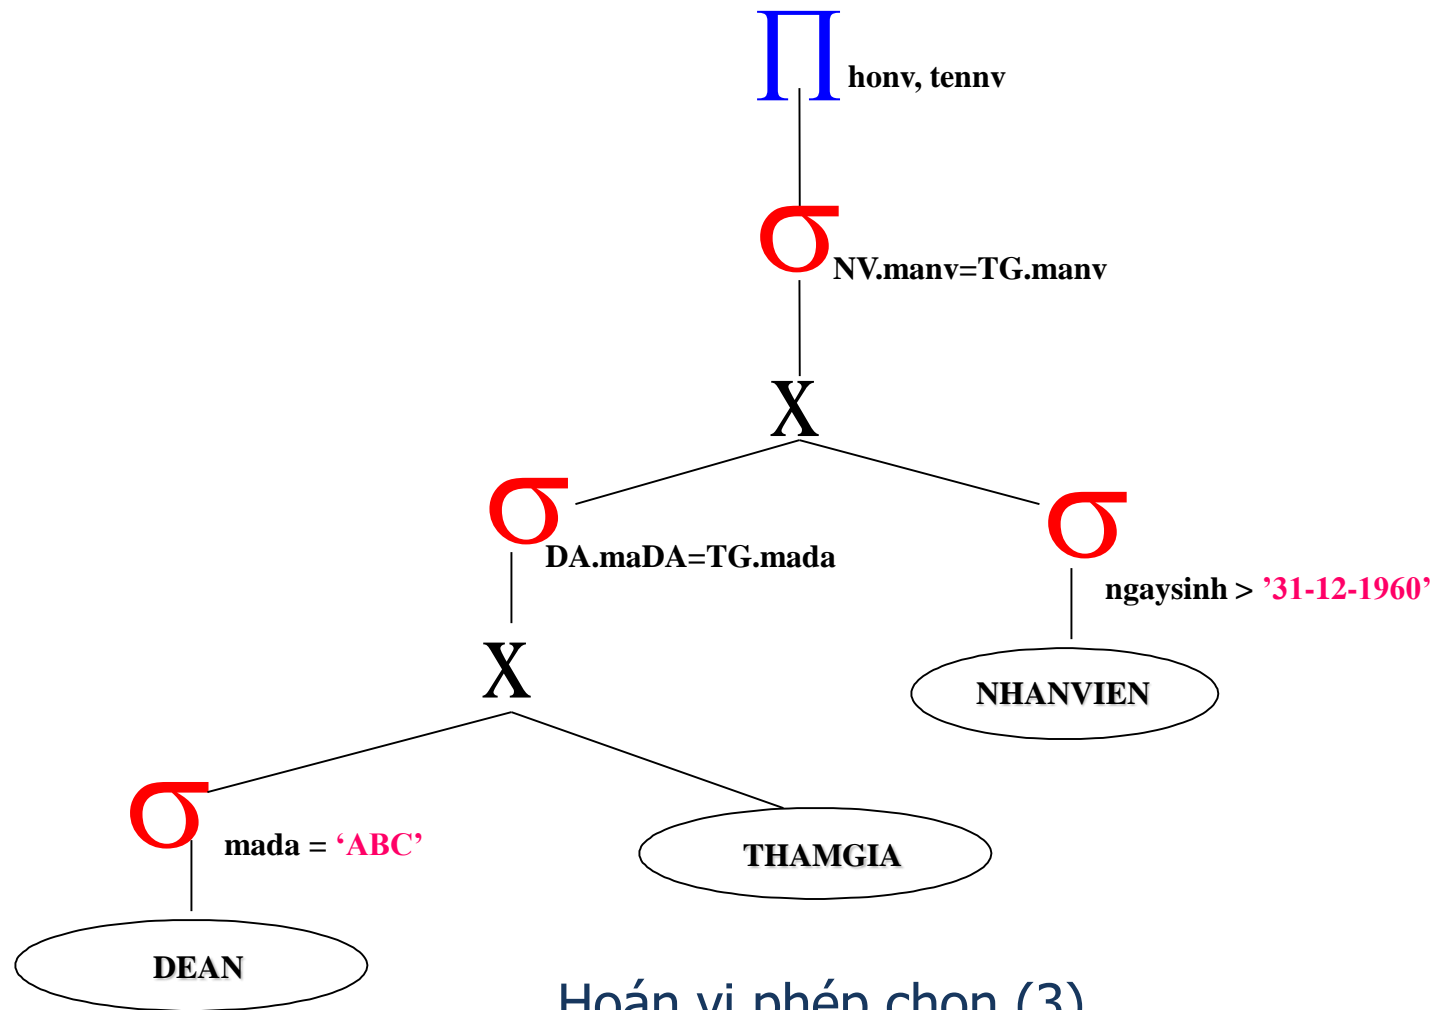 ∏ honv, tennv
σ NV.manv=TG.manv
X
σ DA.maDA=TG.mada
σ ngaysinh > ’31-12-1960’
X
NHANVIEN
σ mada = ‘ABC’
THAMGIA
DEAN
Hoán vị phép chọn (3)